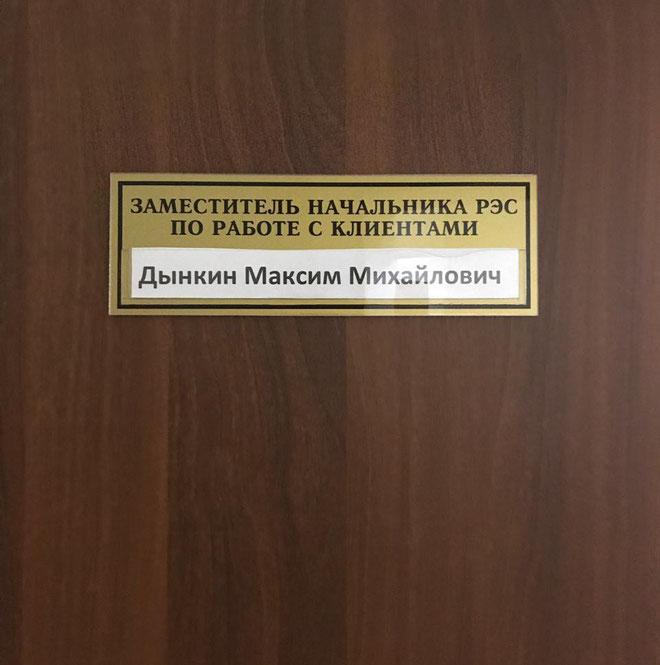 ЗАМЕСТИТЕЛЬ НАЧАЛЬНИКА РЭС
ПО РАБОТЕ С КЛИЕНТАМИ
Дынкин Максим Михайлович